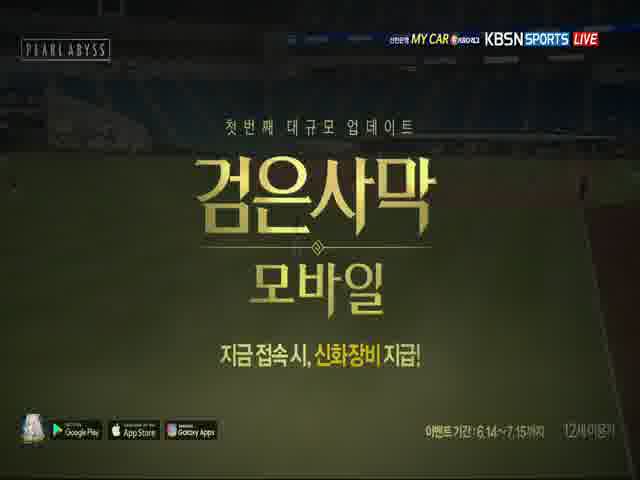 PEARL ABYSS
신한은행 MY CAR KBO리그 KBSN SPORTS LIVE
첫번째 대규모 업데이트
검은사막
모바일
지금 접속 시, 신화장비 지급!
Google Play
App Store
Galaxy Apps
이벤트 기간 : 6.14~7.15까지
12세이용가